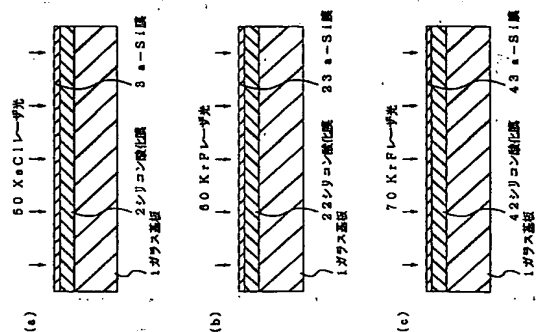 (a)
50 XeClレーザ光
1ガラス基板
2シリコン酸化膜
3 a-Si膜
(b)
60 KrFレーザ光
1ガラス基板
22シリコン酸化膜
23 a-Si膜
(c)
70 KrFレーザ光
1ガラス基板
42シリコン酸化膜
43 a-Si膜